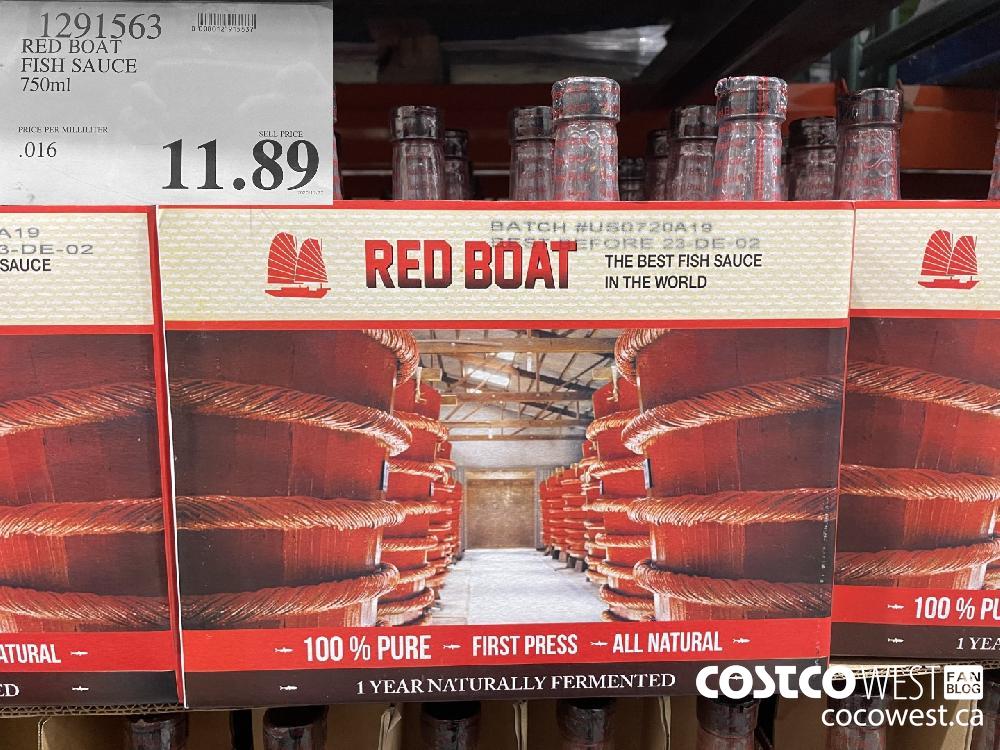 1291563
RED BOAT
FISH SAUCE
750ml
PRICE PER MILLILITER
.016
SELL PRICE
11.89
A19
3-DE-02
SAUCE
BATCH #US0720A19
BEST BEFORE 23-DE-02
RED BOAT
THE BEST FISH SAUCE
IN THE WORLD
ATURAL
ED
100 % PURE FIRST PRESS ALL NATURAL
1 YEAR NATURALLY FERMENTED
100 % PU
1 YEA
COSTCO WEST FAN BLOG
cocowest.ca